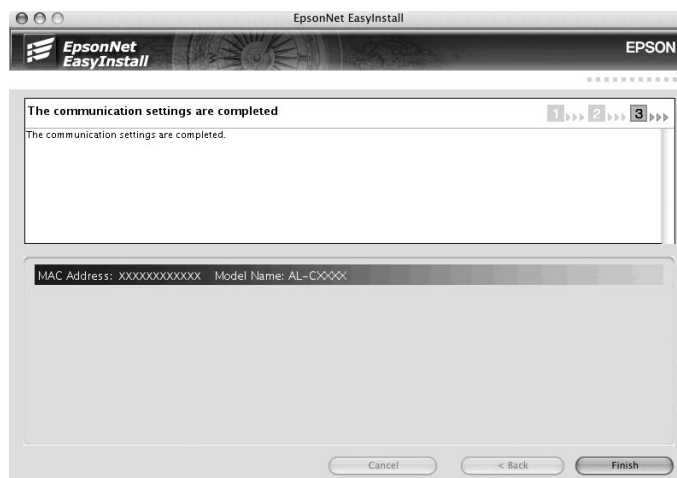 EpsonNet EasyInstall
EpsonNet
EasyInstall
EPSON
The communication settings are completed
1 2 3
The communication settings are completed.
MAC Address: XXXXXXXXXXXX Model Name: AL-CXXXX
Cancel < Back Finish